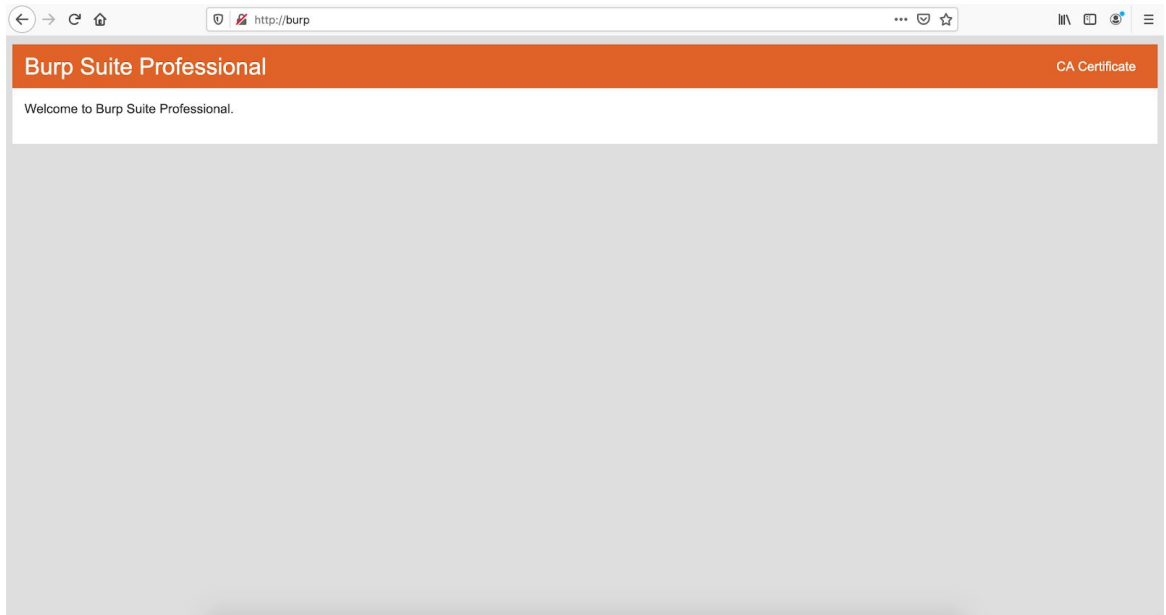 http://burp
Burp Suite Professional
CA Certificate
Welcome to Burp Suite Professional.